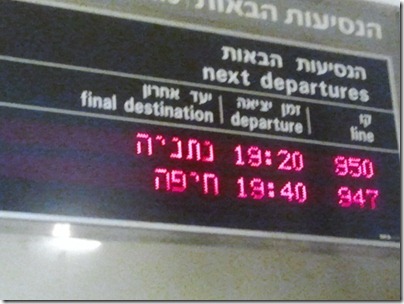 הנסיעות הבאות
הנסיעות הבאות
next departures
קו זמן יציאה יעד אחרון
final destination departure line
950 19:20 נתניה
947 19:40 חיפה